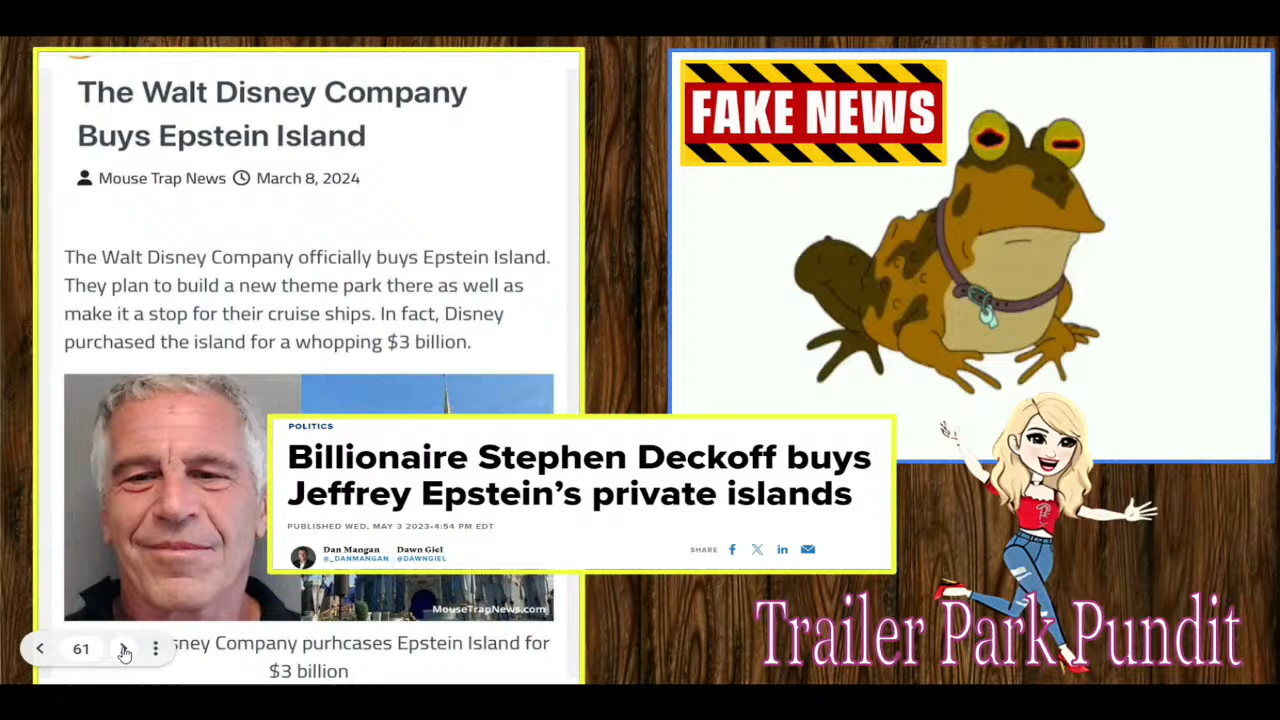 The Walt Disney Company
Buys Epstein Island
Mouse Trap News March 8, 2024
The Walt Disney Company officially buys Epstein Island.
They plan to build a new theme park there as well as
make it a stop for their cruise ships. In fact, Disney
purchased the island for a whopping $3 billion.
MouseTrapNews.com
sney Company purhcases Epstein Island for
$3 billion
61
POLITICS
Billionaire Stephen Deckoff buys
Jeffrey Epstein’s private islands
PUBLISHED WED, MAY 3 2023•4:54 PM EDT
Dan Mangan Dawn Giel
@_DANMANGAN @DAWNGIEL
SHARE
FAKE NEWS
Trailer Park Pundit